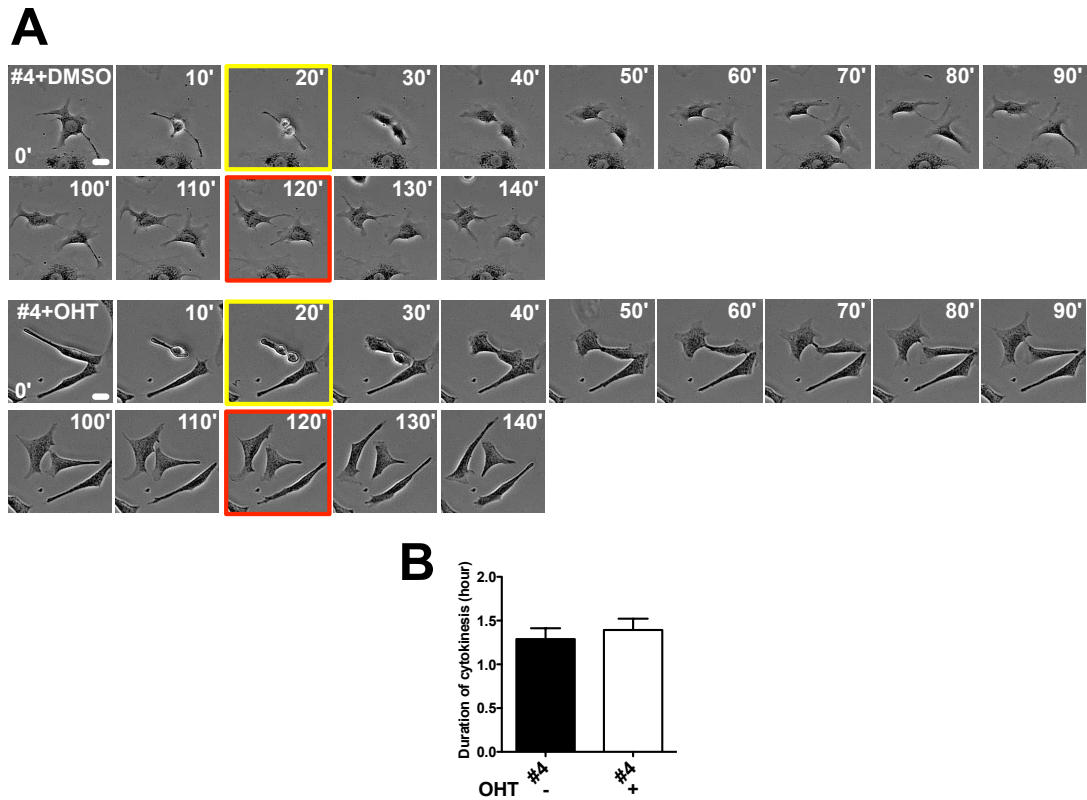 A
#4+DMSO 0' 10' 20' 30' 40' 50' 60' 70' 80' 90'
100' 110' 120' 130' 140'
#4+OHT 0' 10' 20' 30' 40' 50' 60' 70' 80' 90'
100' 110' 120' 130' 140'
B
Duration of cytokinesis (hour)
2.0
1.5
1.0
0.5
0.0
#4 #4
OHT - +